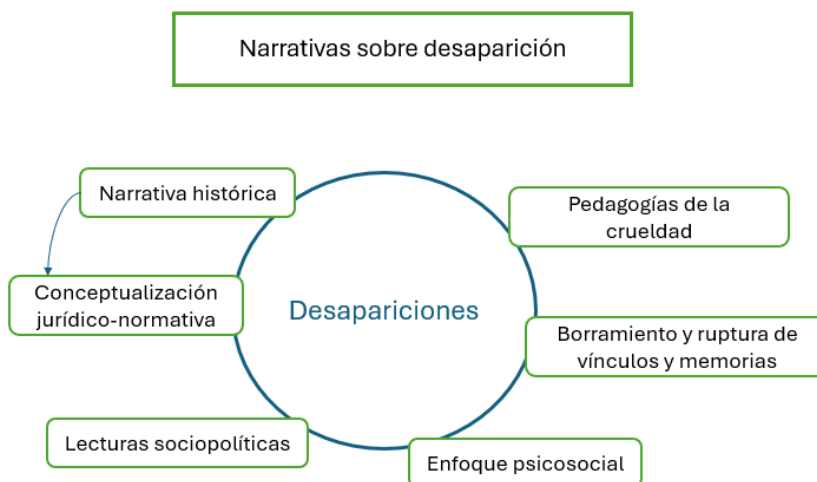 Narrativas sobre desaparición
Narrativa histórica
Pedagogías de la
crueldad
Conceptualización
jurídico-normativa
Desapariciones
Borramiento y ruptura de
vínculos y memorias
Lecturas sociopolíticas
Enfoque psicosocial